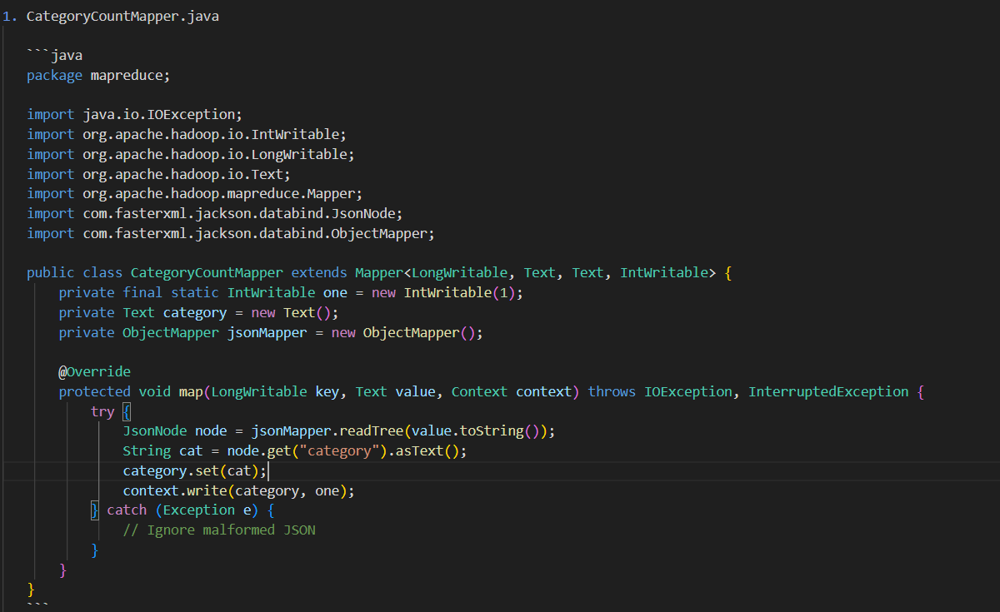 1. CategoryCountMapper.java
```java
package mapreduce;
import java.io.IOException;
import org.apache.hadoop.io.IntWritable;
import org.apache.hadoop.io.LongWritable;
import org.apache.hadoop.io.Text;
import org.apache.hadoop.mapreduce.Mapper;
import com.fasterxml.jackson.databind.JsonNode;
import com.fasterxml.jackson.databind.ObjectMapper;
public class CategoryCountMapper extends Mapper<LongWritable, Text, Text, IntWritable> {
    private final static IntWritable one = new IntWritable(1);
    private Text category = new Text();
    private ObjectMapper jsonMapper = new ObjectMapper();
    @Override
    protected void map(LongWritable key, Text value, Context context) throws IOException, InterruptedException {
        try {
            JsonNode node = jsonMapper.readTree(value.toString());
            String cat = node.get("category").asText();
            category.set(cat);
            context.write(category, one);
        } catch (Exception e) {
            // Ignore malformed JSON
        }
    }
}
```